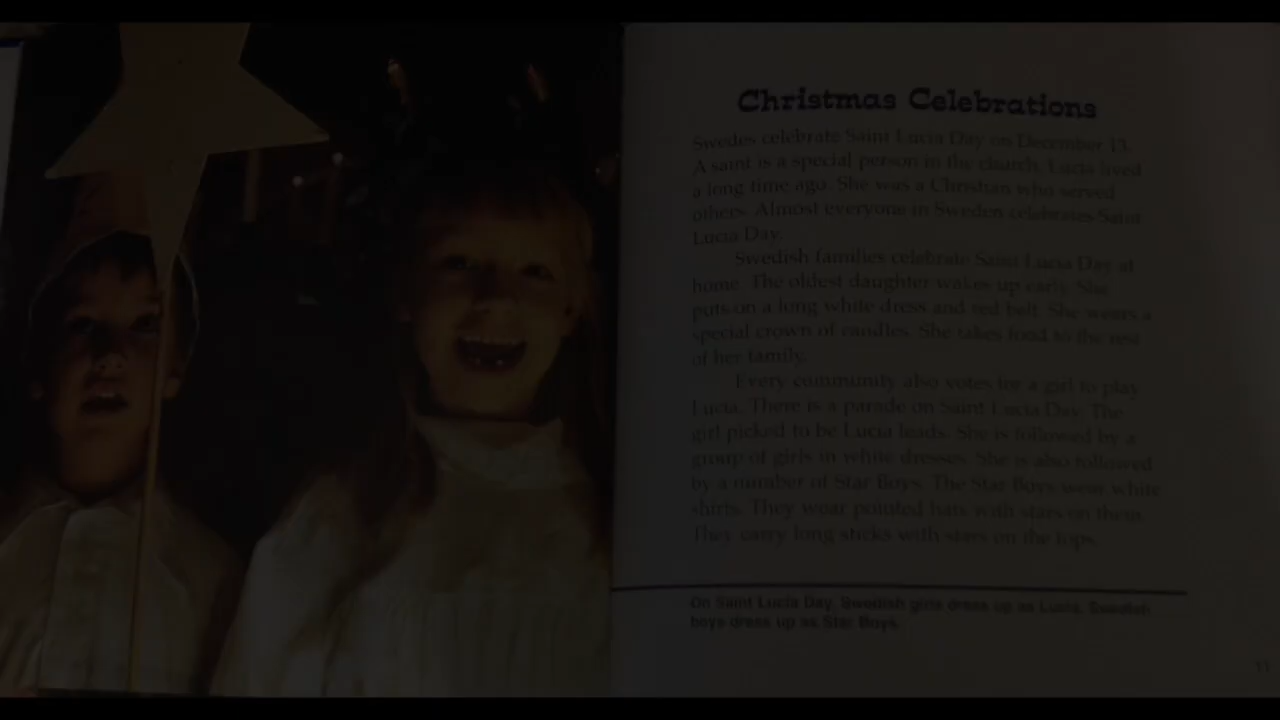 Christmas Celebrations
Swedes celebrate Saint Lucia Day on December 13.
A saint is a special person in the church. Lucia lived
a long time ago. She was a Christian who served
others. Almost everyone in Sweden celebrates Saint
Lucia Day.
Swedish families celebrate Saint Lucia Day at
home. The oldest daughter wakes up early. She
puts on a long white dress and red belt. She wears a
special crown of candles. She takes food to the rest
of her family.
Every community also votes for a girl to play
Lucia. There is a parade on Saint Lucia Day. The
girl picked to be Lucia leads. She is followed by a
group of girls in white dresses. She is also followed
by a number of Star Boys. The Star Boys wear white
shirts. They wear pointed hats with stars on them.
They carry long sticks with stars on the tops.
On Saint Lucia Day, Swedish girls dress up as Lucia. Swedish
boys dress up as Star Boys.